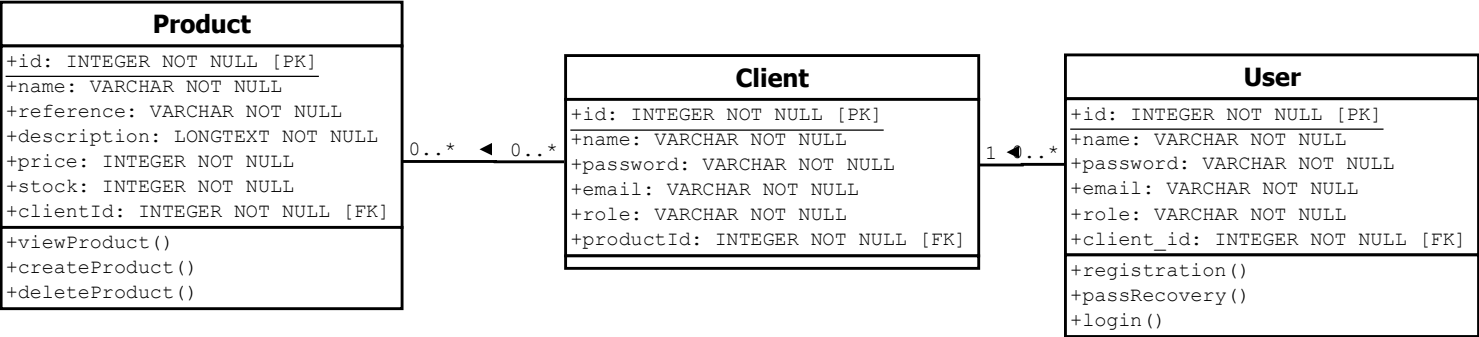 Product
+id: INTEGER NOT NULL [PK]
+name: VARCHAR NOT NULL
+reference: VARCHAR NOT NULL
+description: LONGTEXT NOT NULL
+price: INTEGER NOT NULL
+stock: INTEGER NOT NULL
+clientId: INTEGER NOT NULL [FK]
+viewProduct()
+createProduct()
+deleteProduct()
0..* ◄ 0..*
Client
+id: INTEGER NOT NULL [PK]
+name: VARCHAR NOT NULL
+password: VARCHAR NOT NULL
+email: VARCHAR NOT NULL
+role: VARCHAR NOT NULL
+productId: INTEGER NOT NULL [FK]
1 ◄ 0..*
User
+id: INTEGER NOT NULL [PK]
+name: VARCHAR NOT NULL
+password: VARCHAR NOT NULL
+email: VARCHAR NOT NULL
+role: VARCHAR NOT NULL
+client_id: INTEGER NOT NULL [FK]
+registration()
+passRecovery()
+login()